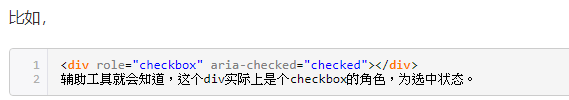 比如，
1 <div role="checkbox" aria-checked="checked"></div>
2 辅助工具就会知道，这个div实际上是个checkbox的角色，为选中状态。